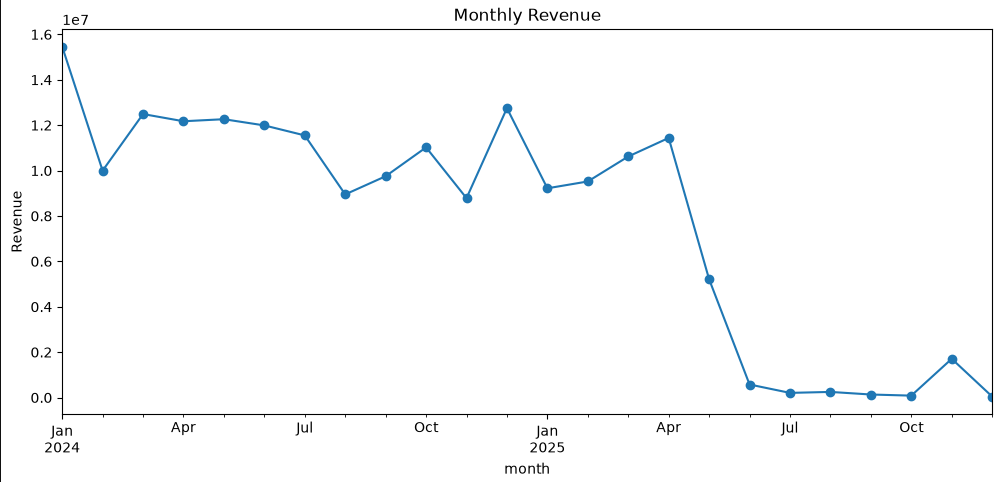 Monthly Revenue
1e7
1.6
1.4
1.2
1.0
0.8
0.6
0.4
0.2
0.0
Revenue
Jan
2024
Apr
Jul
Oct
Jan
2025
Apr
Jul
Oct
month